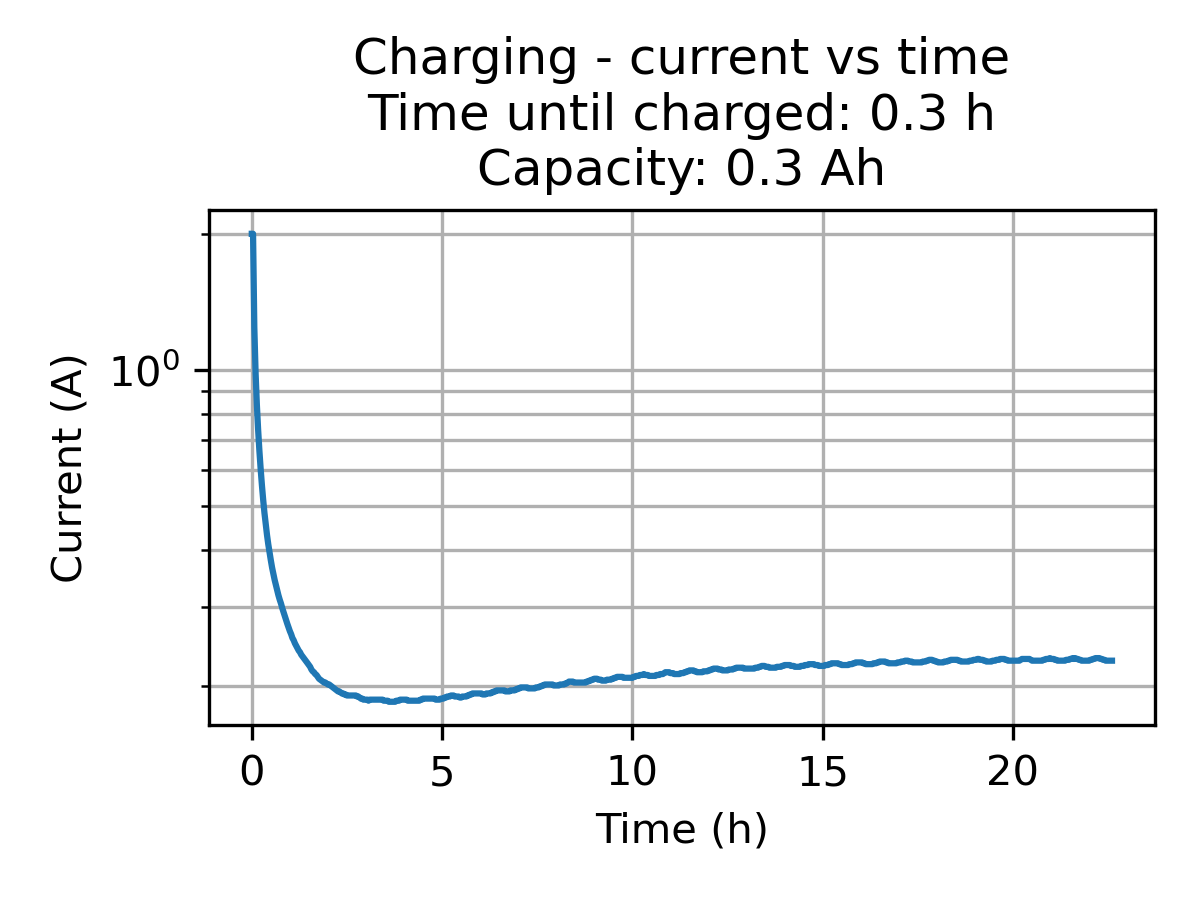 Charging - current vs time
Time until charged: 0.3 h
Capacity: 0.3 Ah
Current (A)
10⁰
0 5 10 15 20
Time (h)